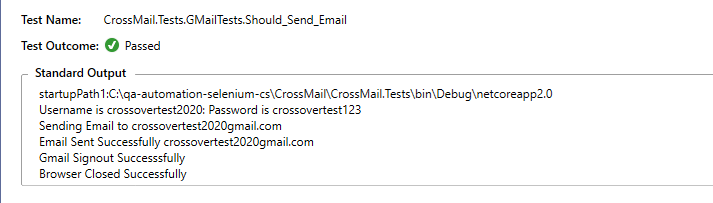 Test Name: CrossMail.Tests.GMailTests.Should_Send_Email
Test Outcome: Passed
Standard Output
startupPath1:C:\qa-automation-selenium-cs\CrossMail\CrossMail.Tests\bin\Debug\netcoreapp2.0
Username is crossovertest2020: Password is crossovertest123
Sending Email to crossovertest2020gmail.com
Email Sent Successfully crossovertest2020gmail.com
Gmail Signout Successsfully
Browser Closed Successfully